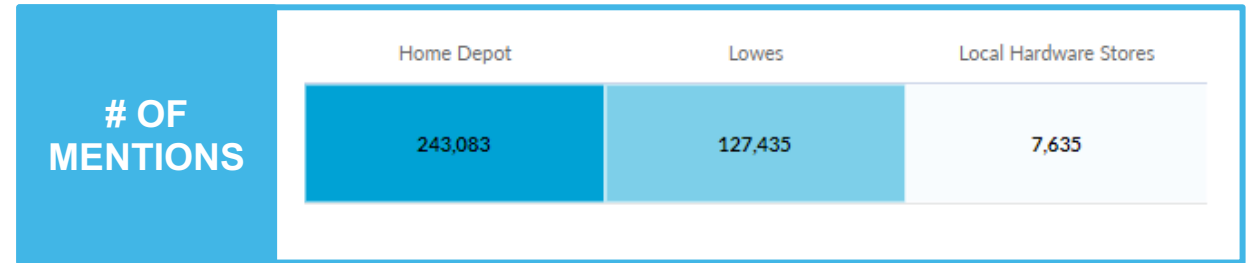 # OF
MENTIONS
Home Depot Lowes Local Hardware Stores
243,083 127,435 7,635